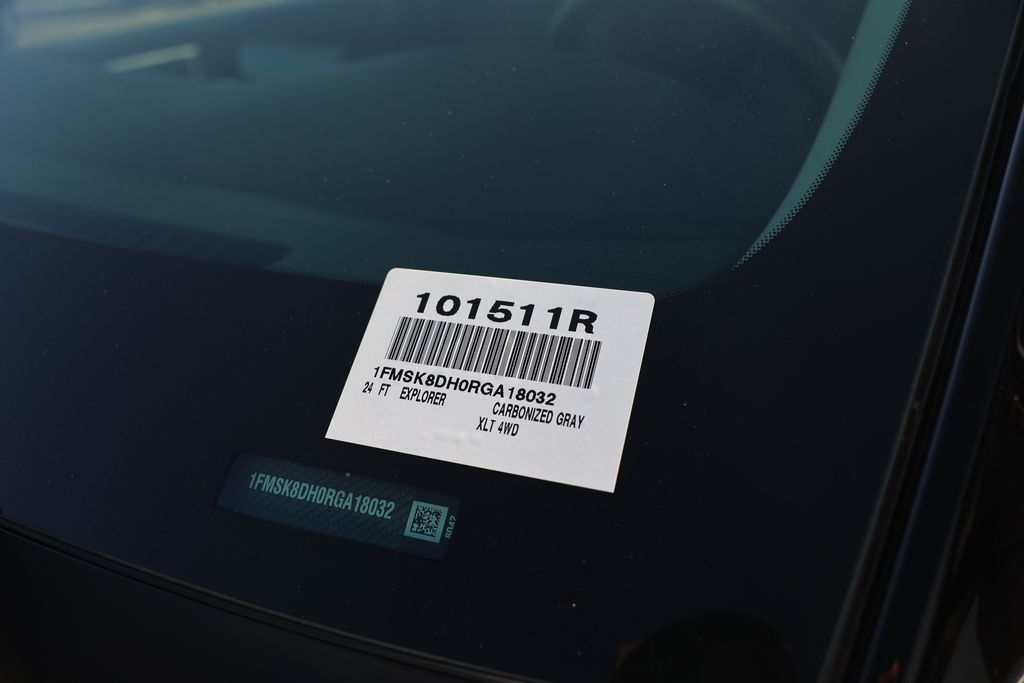 101511R
1FMSK8DH0RGA18032
24 FT EXPLORER CARBONIZED GRAY
XLT 4WD
1FMSK8DH0RGA18032